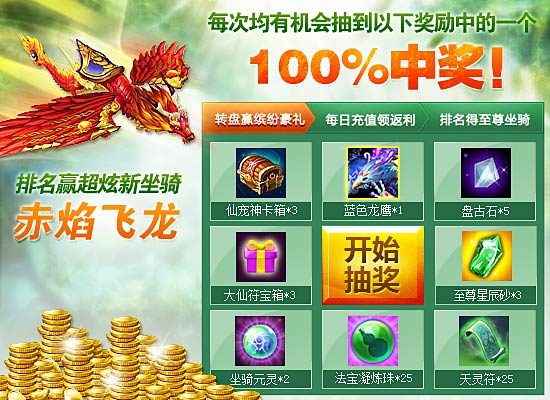 每次均有机会抽到以下奖励中的一个
100%中奖！
转盘赢缤纷豪礼
每日充值领返利
排名得至尊坐骑
排名赢超炫新坐骑
赤焰飞龙
仙宠神卡箱*3
蓝色龙鹰*1
盘古石*5
大仙符宝箱*3
开始
抽奖
至尊星辰砂*3
坐骑元灵*2
法宝凝炼珠*25
天灵符*25